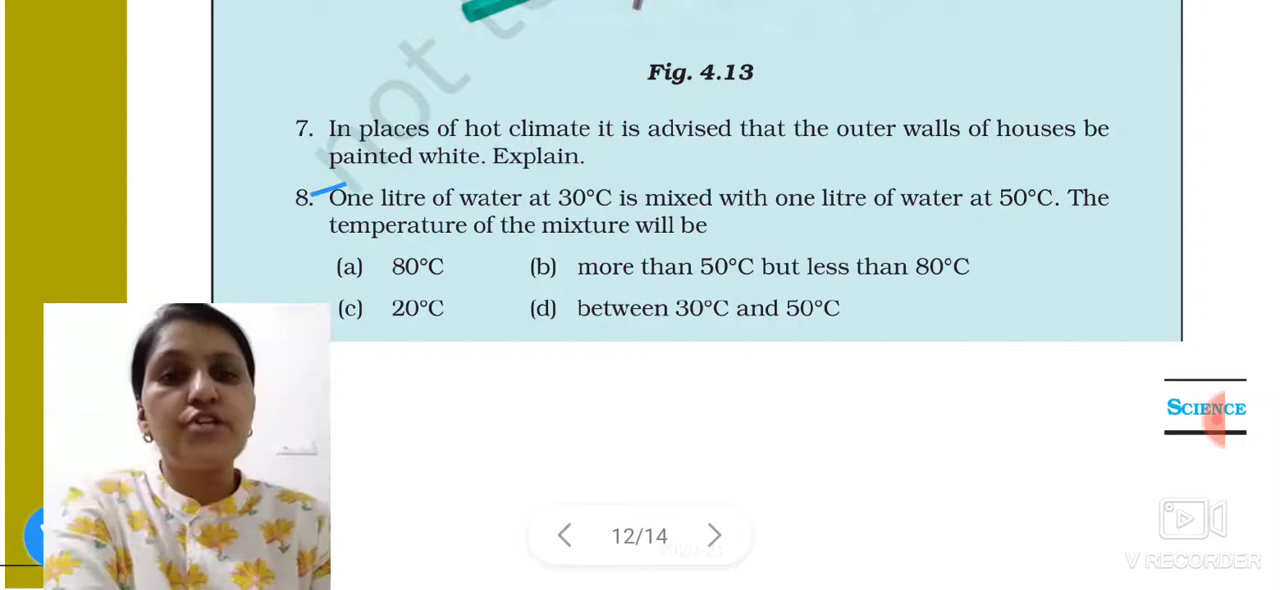 not t
Fig. 4.13
7. In places of hot climate it is advised that the outer walls of houses be
painted white. Explain.
8. One litre of water at 30°C is mixed with one litre of water at 50°C. The
temperature of the mixture will be
(a) 80°C (b) more than 50°C but less than 80°C
(c) 20°C (d) between 30°C and 50°C
SCIENCE
12/14
V RECORDER